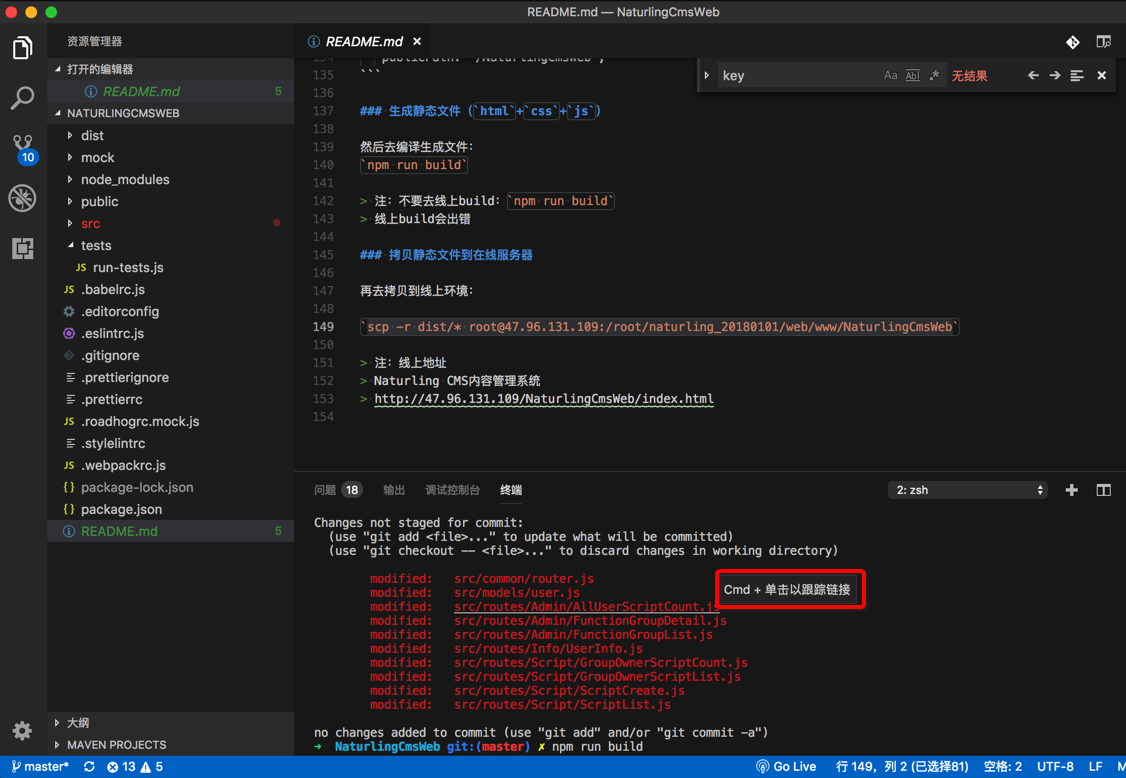 README.md — NaturlingCmsWeb
资源管理器
打开的编辑器
README.md 5
NATURLINGCMSWEB
dist
mock
node_modules
public
src
tests
JS run-tests.js
JS .babelrc.js
.editorconfig
.eslintrc.js
.gitignore
.prettierignore
.prettierrc
JS .roadhogrc.mock.js
.stylelintrc
JS .webpackrc.js
{} package-lock.json
{} package.json
README.md 5
大纲
MAVEN PROJECTS
10
README.md ×
key Aa Abl .* 无结果
135 ```
136
137 ### 生成静态文件 (`html`+`css`+`js`)
138
139 然后去编译生成文件:
140 `npm run build`
141
142 > 注: 不要去线上build: `npm run build`
143 > 线上build会出错
144
145 ### 拷贝静态文件到在线服务器
146
147 再去拷贝到线上环境:
148
149 `scp -r dist/* root@47.96.131.109:/root/naturling_20180101/web/www/NaturlingCmsWeb`
150
151 > 注: 线上地址
152 > Naturling CMS内容管理系统
153 > http://47.96.131.109/NaturlingCmsWeb/index.html
154
问题 18 输出 调试控制台 终端 2: zsh
Changes not staged for commit:
(use "git add <file>..." to update what will be committed)
(use "git checkout -- <file>..." to discard changes in working directory)
modified: src/common/router.js
modified: src/models/user.js
modified: src/routes/Admin/AllUserScriptCount.js
Cmd + 单击以跟踪链接
modified: src/routes/Admin/FunctionGroupDetail.js
modified: src/routes/Admin/FunctionGroupList.js
modified: src/routes/Info/UserInfo.js
modified: src/routes/Script/GroupOwnerScriptCount.js
modified: src/routes/Script/GroupOwnerScriptList.js
modified: src/routes/Script/ScriptCreate.js
modified: src/routes/Script/ScriptList.js
no changes added to commit (use "git add" and/or "git commit -a")
➜ NaturlingCmsWeb git:(master) ✗ npm run build
master* 13 5 Go Live 行 149, 列 2 (已选择81) 空格: 2 UTF-8 LF M